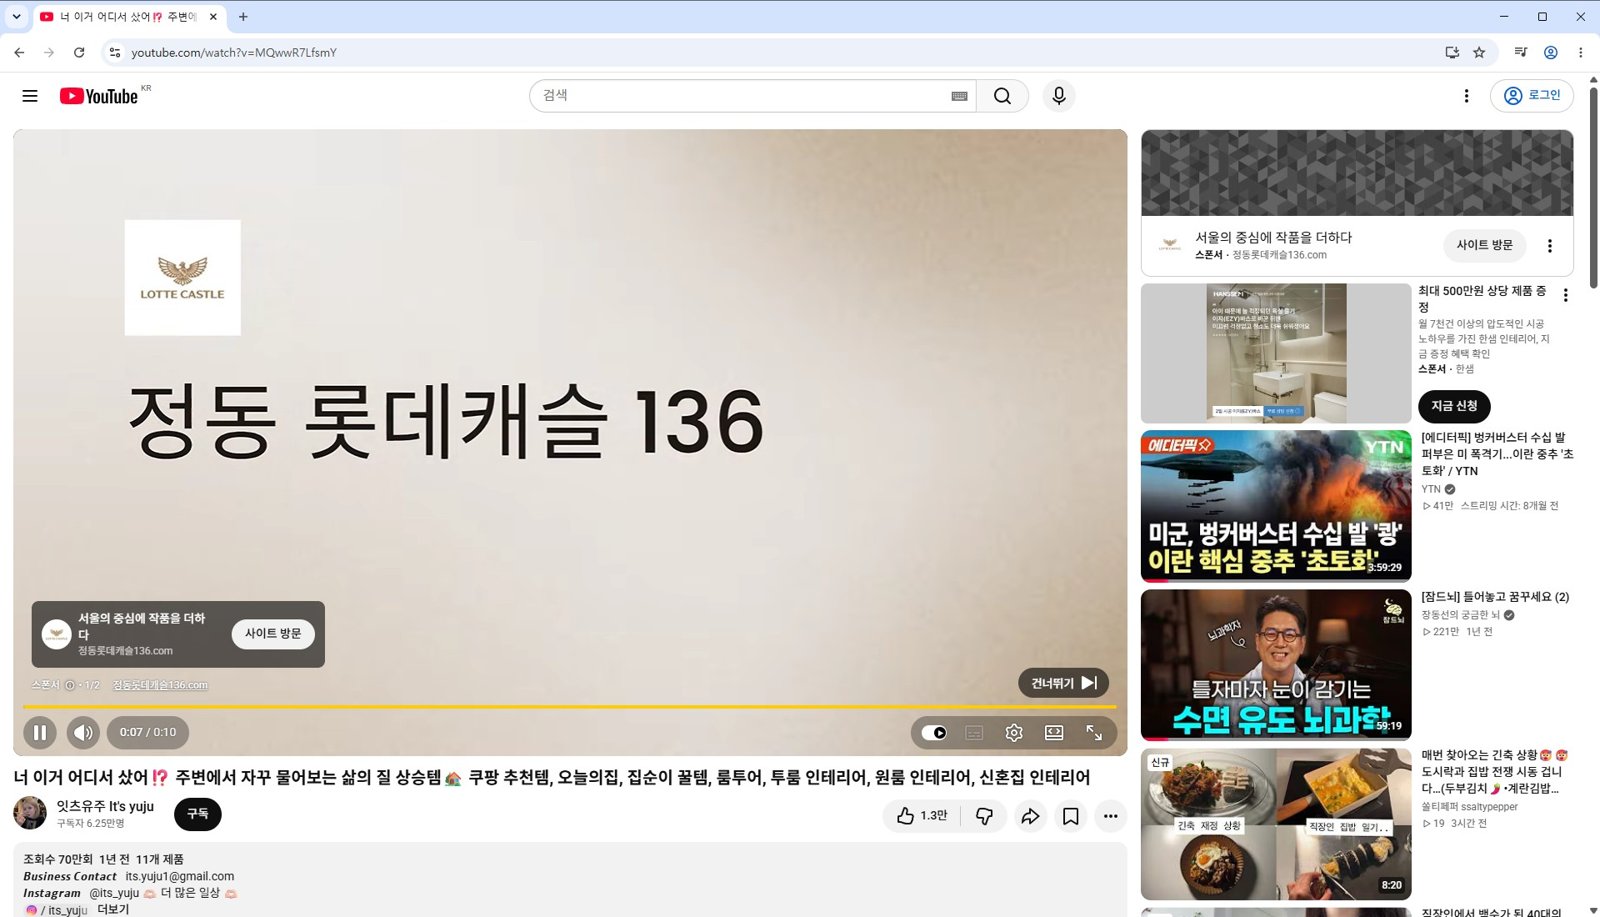 너 이거 어디서 샀어⁉️ 주변에
youtube.com/watch?v=MQwwR7LfsmY
YouTube KR
검색
로그인
LOTTE CASTLE
정동 롯데캐슬 136
서울의 중심에 작품을 더하
다
정동롯데캐슬136.com
사이트 방문
스폰서 · 1/2 정동롯데캐슬136.com
건너뛰기
0:07 / 0:10
너 이거 어디서 샀어⁉️ 주변에서 자꾸 물어보는 삶의 질 상승템🏠 쿠팡 추천템, 오늘의집, 집순이 꿀템, 룸투어, 투룸 인테리어, 원룸 인테리어, 신혼집 인테리어
잇츠유주 It's yuju
구독자 6.25만명
구독
1.3만
조회수 70만회 1년 전 11개 제품
Business Contact its.yuju1@gmail.com
Instagram @its_yuju 🫶🏻 더 많은 일상 🫶🏻
/ its_yuju 더보기
서울의 중심에 작품을 더하다
스폰서 · 정동롯데캐슬136.com
사이트 방문
HANSSEM
최대 500만원 상당 제품 증
정
월 7천건 이상의 압도적인 시공
노하우를 가진 한샘 인테리어, 지
금 증정 혜택 확인
스폰서 · 한샘
지금 신청
에디터픽
YTN
미군, 벙커버스터 수십 발 '쾅'
이란 핵심 중추 '초토화'
3:59:29
[에디터픽] 벙커버스터 수십 발
퍼부은 미 폭격기...이란 중추 '초
토화' / YTN
YTN
41만 스트리밍 시간: 8개월 전
잠드뇌
뇌과학자
틀자마자 눈이 감기는
수면 유도 뇌과학
59:19
[잠드뇌] 틀어놓고 꿈꾸세요 (2)
장동선의 궁금한 뇌
221만 1년 전
신규
긴축 재정 상황
직장인 집밥 일기..
8:20
매번 찾아오는 긴축 상황
도시락과 집밥 전쟁 시동 겁니
다...(두부김치🌶️•계란김밥...
쏠티페퍼 ssaltypepper
19 3시간 전
직장인에서 백수가 된 40대의